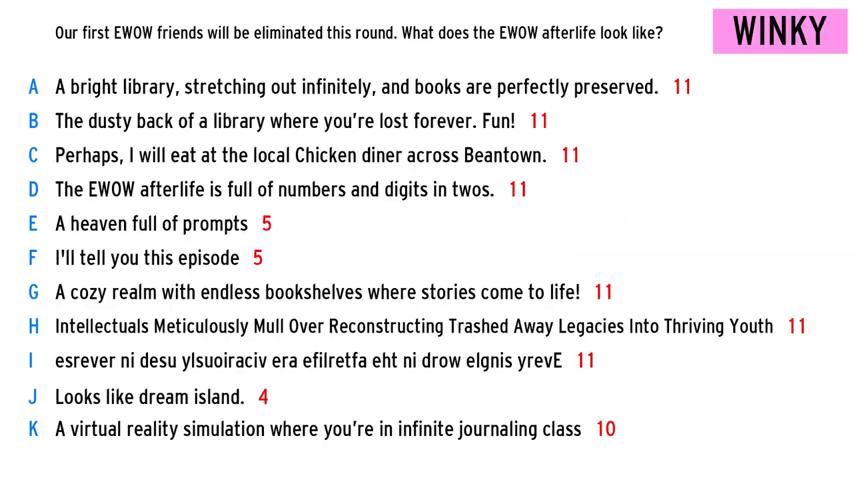 Our first EWOW friends will be eliminated this round. What does the EWOW afterlife look like?
WINKY
A A bright library, stretching out infinitely, and books are perfectly preserved. 11
B The dusty back of a library where you're lost forever. Fun! 11
C Perhaps, I will eat at the local Chicken diner across Beantown. 11
D The EWOW afterlife is full of numbers and digits in twos. 11
E A heaven full of prompts 5
F I'll tell you this episode 5
G A cozy realm with endless bookshelves where stories come to life! 11
H Intellectuals Meticulously Mull Over Reconstructing Trashed Away Legacies Into Thriving Youth 11
I esrever ni desu ylsuoiraciv era efilretfa eht ni drow elgnis yrevE 11
J Looks like dream island. 4
K A virtual reality simulation where you're in infinite journaling class 10